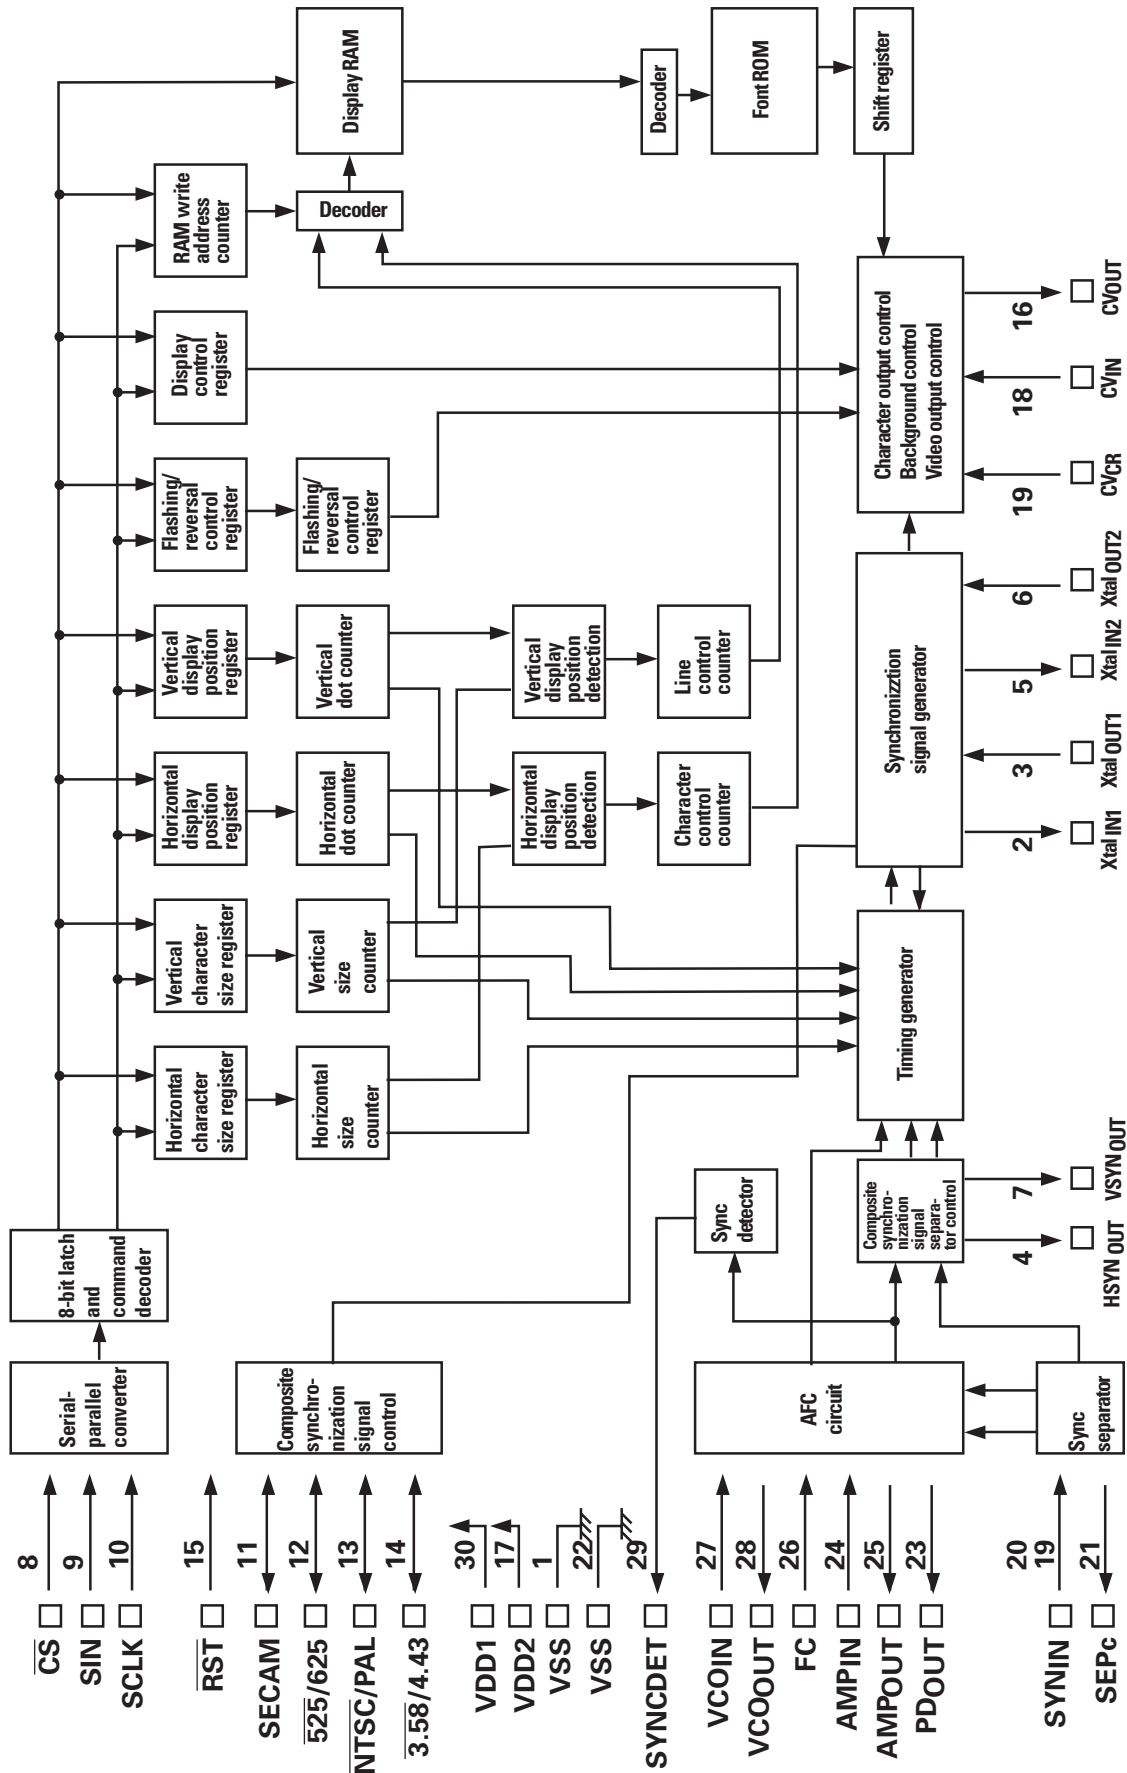 CS
8
SIN
9
SCLK
10
RST
15
SECAM
11
525/625
12
NTSC/PAL
13
3.58/4.43
14
VDD1
30
VDD2
17
VSS
1
VSS
22
SYNCDET
29
VCOIN
27
VCOOUT
28
FC
26
AMPIN
24
AMPOUT
25
PDOUT
23
SYNIN
20
19
SEPc
21
Serial-
parallel
converter
8-bit latch
and
command
decoder
Composite
synchro-
nization
signal
control
AFC
circuit
Sync
separator
Sync
detector
Composite
synchro-
nization
signal
separa-
tor control
4
HSYN OUT
7
VSYNOUT
Horizontal
character
size register
Horizontal
size
counter
Vertical
character
size register
Vertical
size
counter
Horizontal
display
position
register
Horizontal
dot counter
Horizontal
display
position
detection
Character
control
counter
Vertical
display
position
register
Vertical
dot counter
Vertical
display
position
detection
Line
control
counter
Flashing/
reversal
control
register
Flashing/
reversal
control
register
Display
control
register
RAM write
address
counter
Decoder
Display RAM
Decoder
Font ROM
Shift register
Timing generator
Synchronizztion
signal generator
Character output control
Background control
Video output control
2
XtalIN1
3
XtalOUT1
5
XtalIN2
6
XtalOUT2
19
CVCR
18
CVIN
16
CVOUT